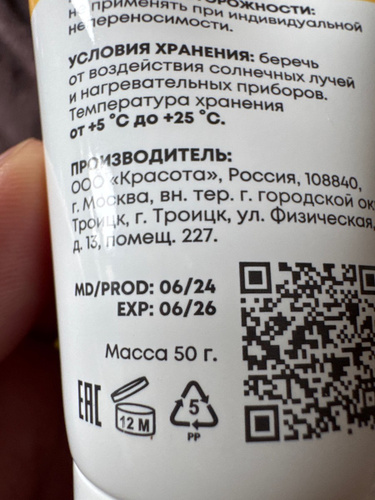 не применять при индивидуальной
непереносимости.
УСЛОВИЯ ХРАНЕНИЯ: беречь
от воздействия солнечных лучей
и нагревательных приборов.
Температура хранения
от +5 °C до +25 °C.
ПРОИЗВОДИТЕЛЬ:
ООО «Красота», Россия, 108840,
г. Москва, вн. тер. г. городской
Троицк, г. Троицк, ул. Физическая,
д. 13, помещ. 227.
MD/PROD: 06/24
EXP: 06/26
Масса 50 г.
EAC
12 M
5
PP